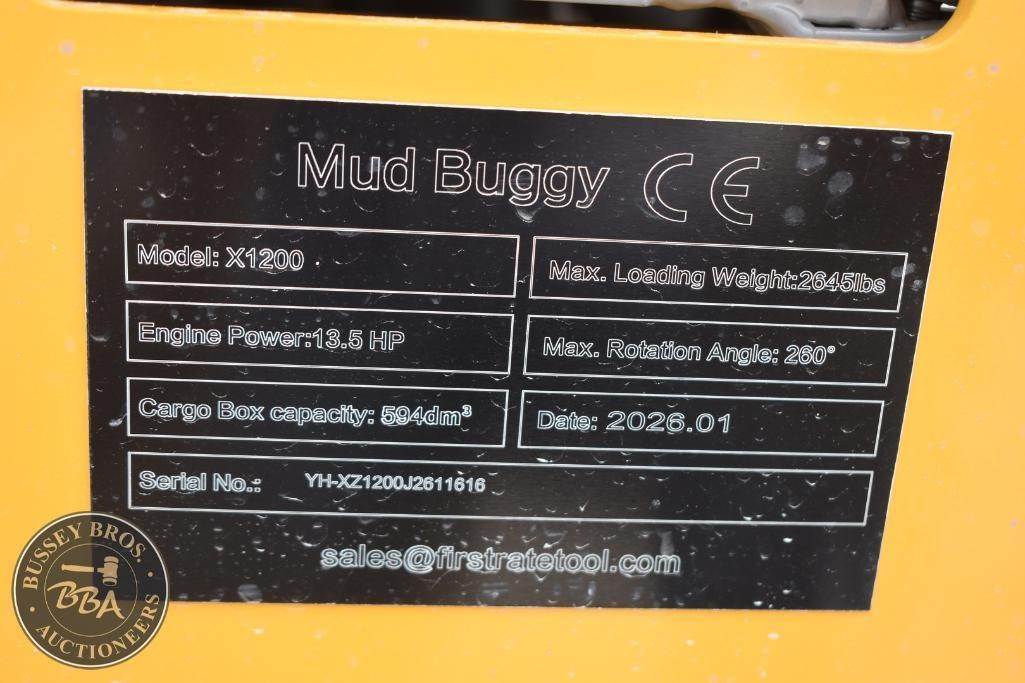 Mud Buggy CE
Model: X1200
Max. Loading Weight:2645lbs
Engine Power:13.5 HP
Max. Rotation Angle: 260°
Cargo Box capacity: 594dm³
Date: 2026.01
Serial No.: YH-XZ1200J2611616
sales@firstratetool.com
BUSSEY BROS.
BBA
AUCTIONEERS